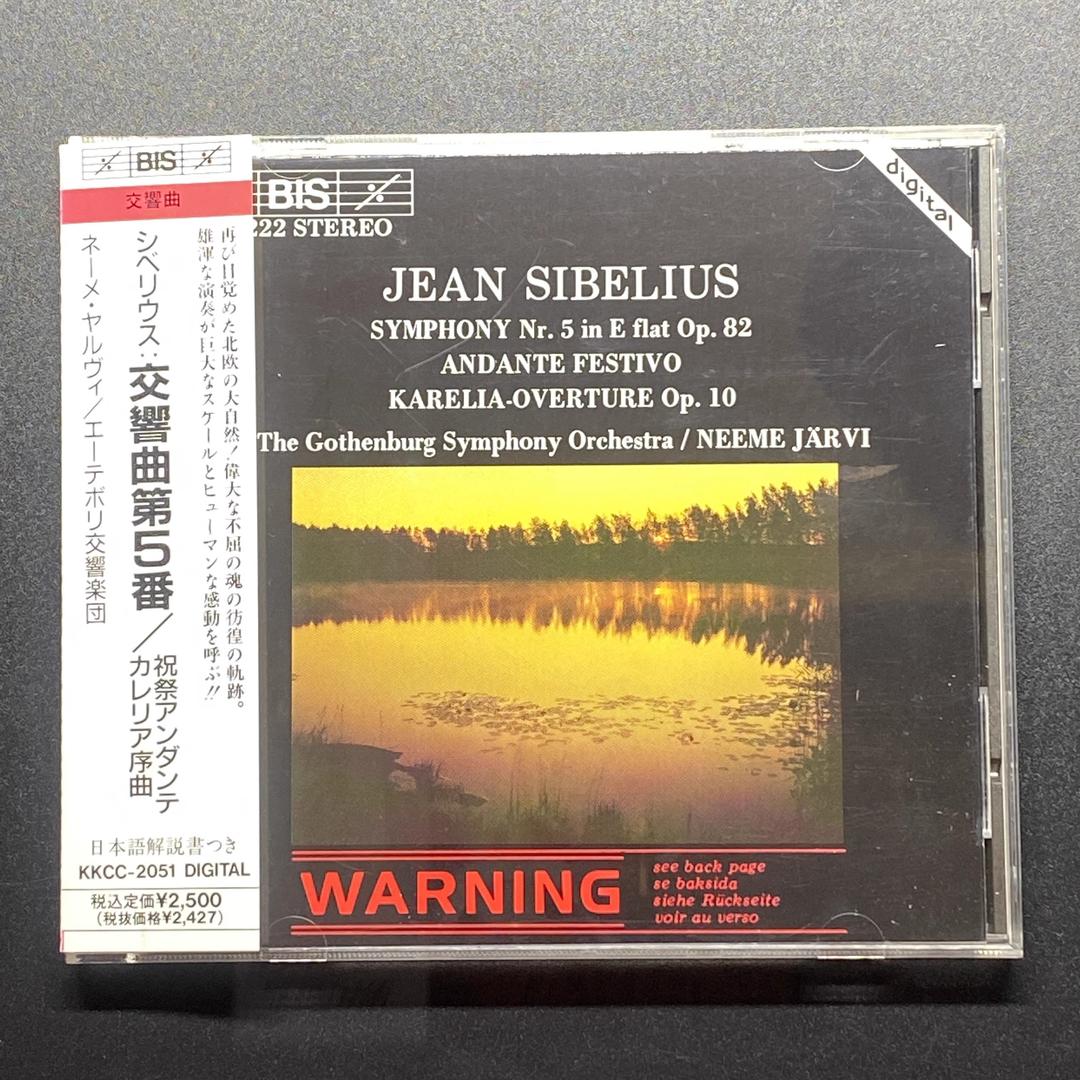 BIS
交響曲
再び目覚めた北欧の大自然!偉大な不屈の魂の彷徨の軌跡。
雄渾な演奏が巨大なスケールとヒューマンな感動を呼ぶ!!
シベリウス:交響曲第5番/祝祭アンダンテ
カレリア序曲
ネーメ・ヤルヴィ/エーテボリ交響楽団
日本語解説書つき
KKCC-2051 DIGITAL
税込定価¥2,500
(税抜価格¥2,427)
BIS
222 STEREO
digital
JEAN SIBELIUS
SYMPHONY Nr. 5 in E flat Op. 82
ANDANTE FESTIVO
KARELIA-OVERTURE Op. 10
The Gothenburg Symphony Orchestra / NEEME JÄRVI
WARNING
see back page
se baksida
siehe Rückseite
voir au verso